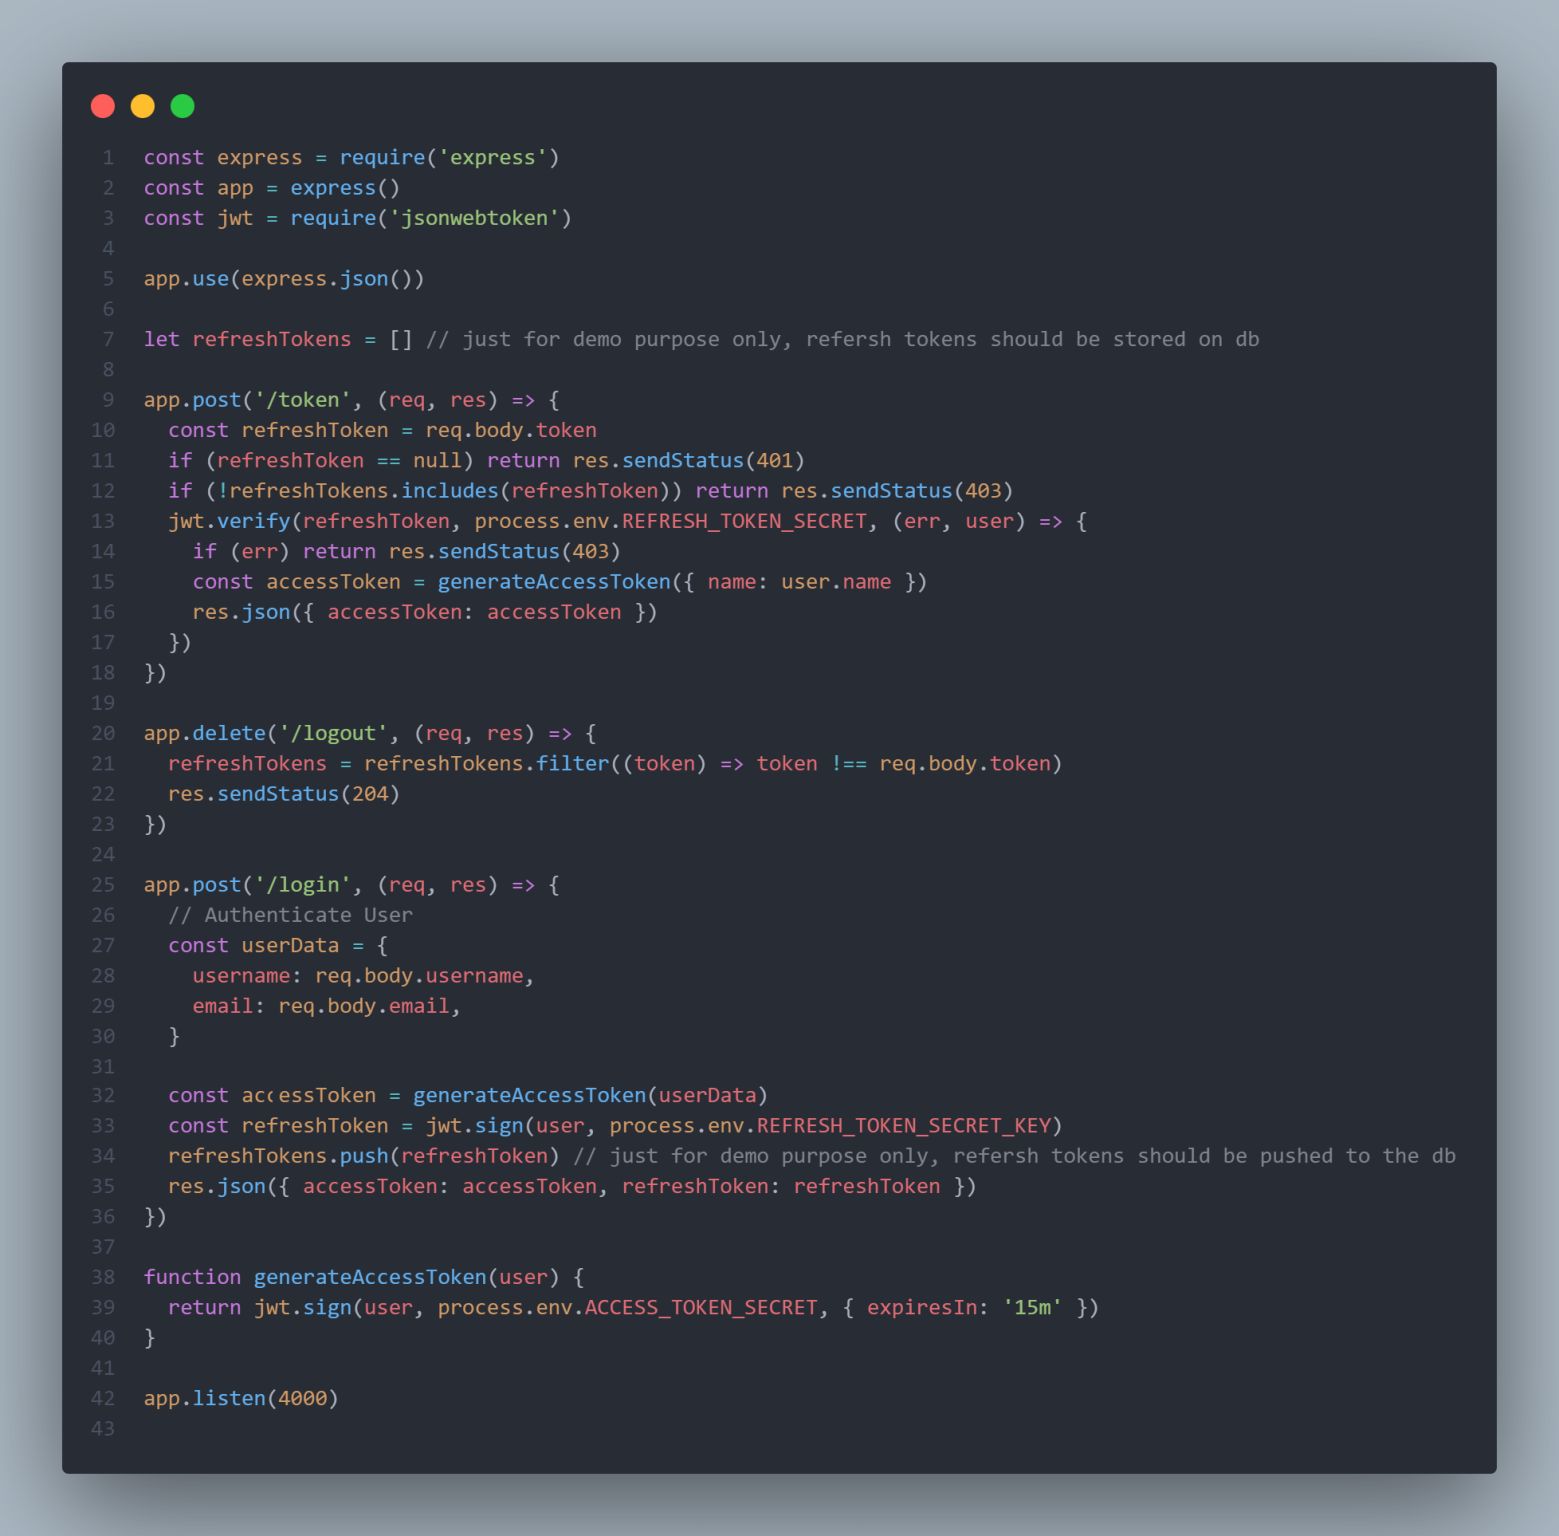 1 const express = require('express')
2 const app = express()
3 const jwt = require('jsonwebtoken')
4
5 app.use(express.json())
6
7 let refreshTokens = [] // just for demo purpose only, refersh tokens should be stored on db
8
9 app.post('/token', (req, res) => {
10   const refreshToken = req.body.token
11   if (refreshToken == null) return res.sendStatus(401)
12   if (!refreshTokens.includes(refreshToken)) return res.sendStatus(403)
13   jwt.verify(refreshToken, process.env.REFRESH_TOKEN_SECRET, (err, user) => {
14     if (err) return res.sendStatus(403)
15     const accessToken = generateAccessToken({ name: user.name })
16     res.json({ accessToken: accessToken })
17   })
18 })
19
20 app.delete('/logout', (req, res) => {
21   refreshTokens = refreshTokens.filter((token) => token !== req.body.token)
22   res.sendStatus(204)
23 })
24
25 app.post('/login', (req, res) => {
26   // Authenticate User
27   const userData = {
28     username: req.body.username,
29     email: req.body.email,
30   }
31
32   const accessToken = generateAccessToken(userData)
33   const refreshToken = jwt.sign(user, process.env.REFRESH_TOKEN_SECRET_KEY)
34   refreshTokens.push(refreshToken) // just for demo purpose only, refersh tokens should be pushed to the db
35   res.json({ accessToken: accessToken, refreshToken: refreshToken })
36 })
37
38 function generateAccessToken(user) {
39   return jwt.sign(user, process.env.ACCESS_TOKEN_SECRET, { expiresIn: '15m' })
40 }
41
42 app.listen(4000)
43